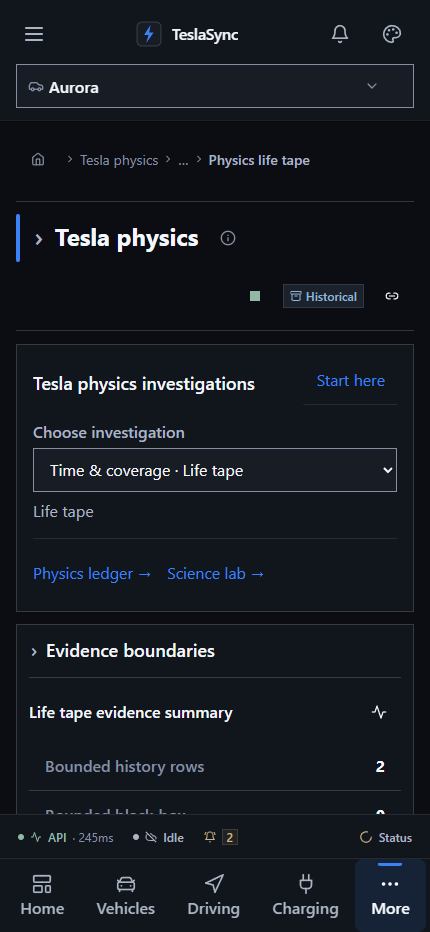 TeslaSync
Aurora
Tesla physics
...
Physics life tape
Tesla physics
Historical
Tesla physics investigations
Start here
Choose investigation
Time & coverage · Life tape
Life tape
Physics ledger →
Science lab →
Evidence boundaries
Life tape evidence summary
Bounded history rows
2
API · 245ms
Idle
2
Status
Home
Vehicles
Driving
Charging
More